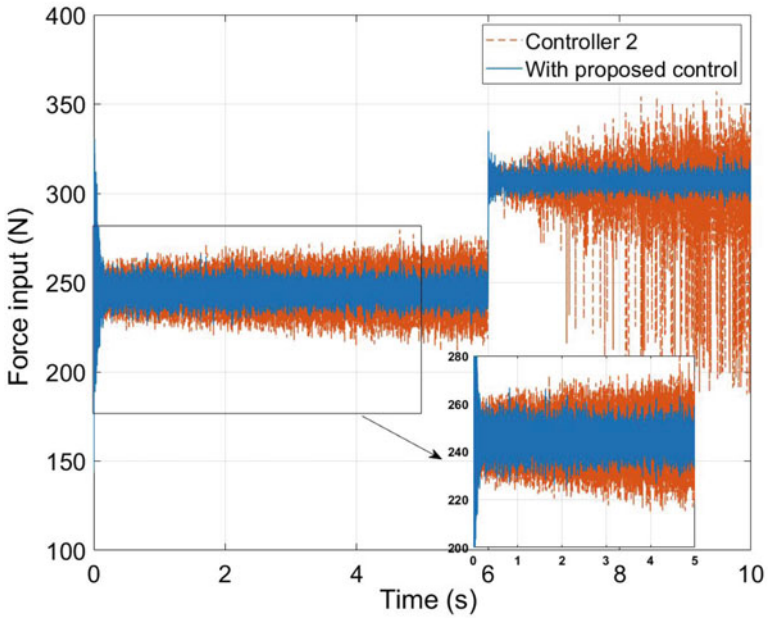 400
350
300
250
200
150
100
Force input (N)
Controller 2
With proposed control
280
260
240
220
200
0 1 2 3 4 5
0 2 4 6 8 10
Time (s)